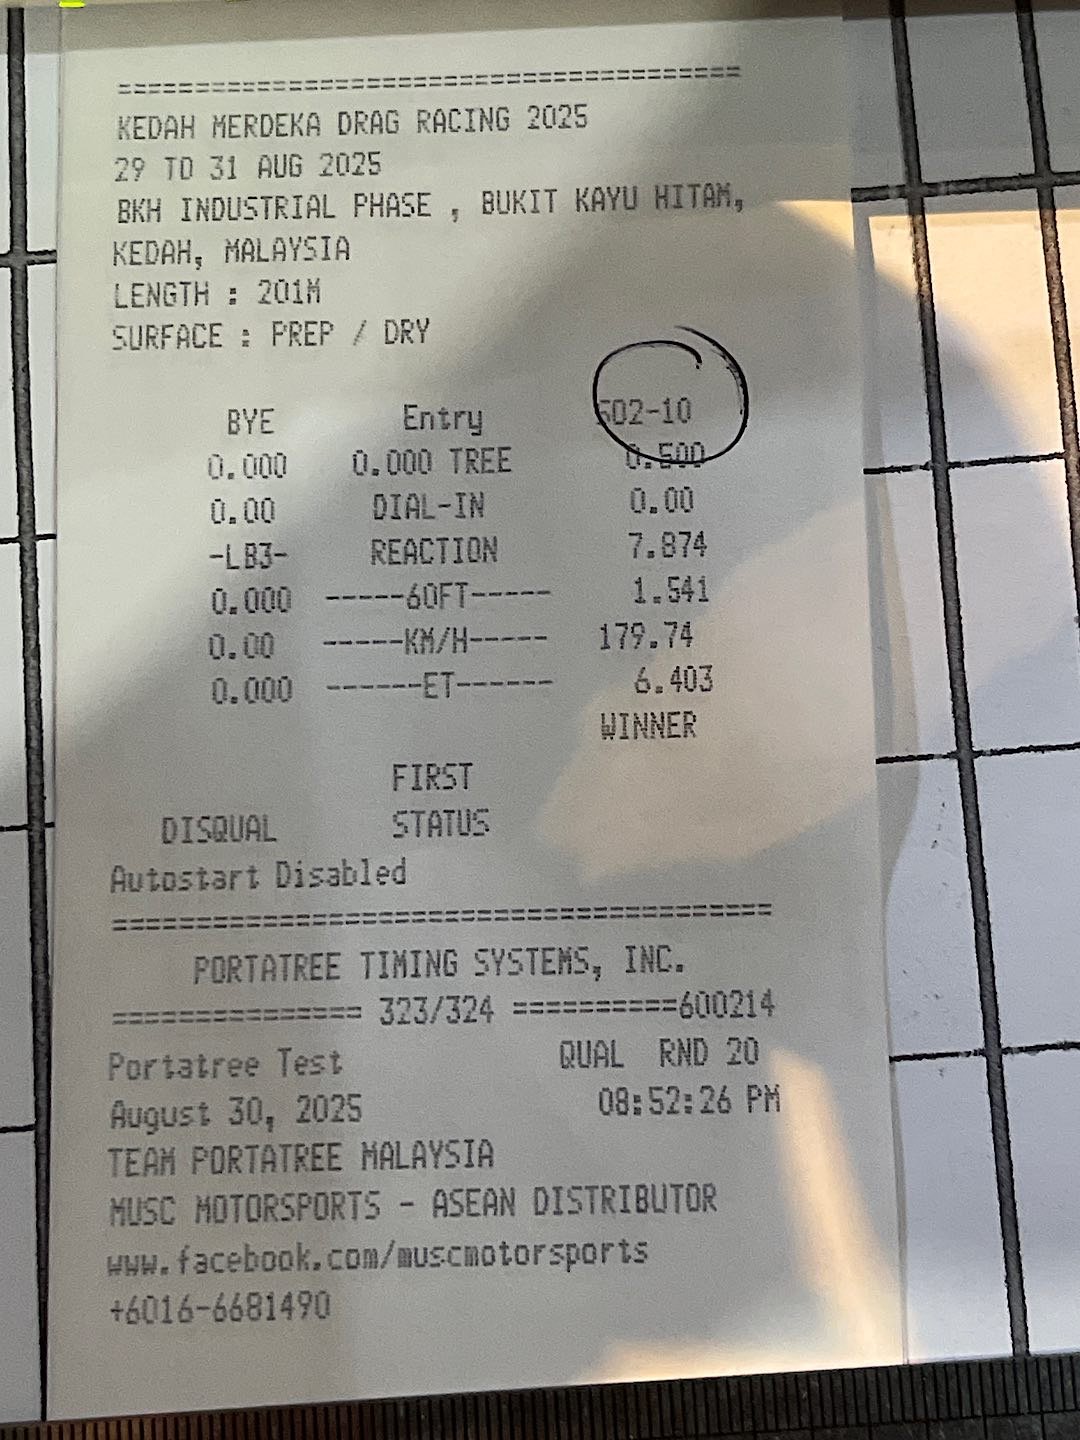 ========================================
KEDAH MERDEKA DRAG RACING 2025
29 TO 31 AUG 2025
BKH INDUSTRIAL PHASE , BUKIT KAYU HITAM,
KEDAH, MALAYSIA
LENGTH : 201M
SURFACE : PREP / DRY
BYE Entry SD2-10
0.000 0.000 TREE 0.500
0.00 DIAL-IN 0.00
-LB3- REACTION 7.874
0.000 -----60FT----- 1.541
0.00 -----KM/H----- 179.74
0.000 ------ET------ 6.403
WINNER
FIRST
DISQUAL STATUS
Autostart Disabled
========================================
PORTATREE TIMING SYSTEMS, INC.
=============== 323/324 ==========600214
Portatree Test QUAL RND 20
August 30, 2025 08:52:26 PM
TEAM PORTATREE MALAYSIA
MUSC MOTORSPORTS - ASEAN DISTRIBUTOR
www.facebook.com/muscmotorsports
+6016-6681490